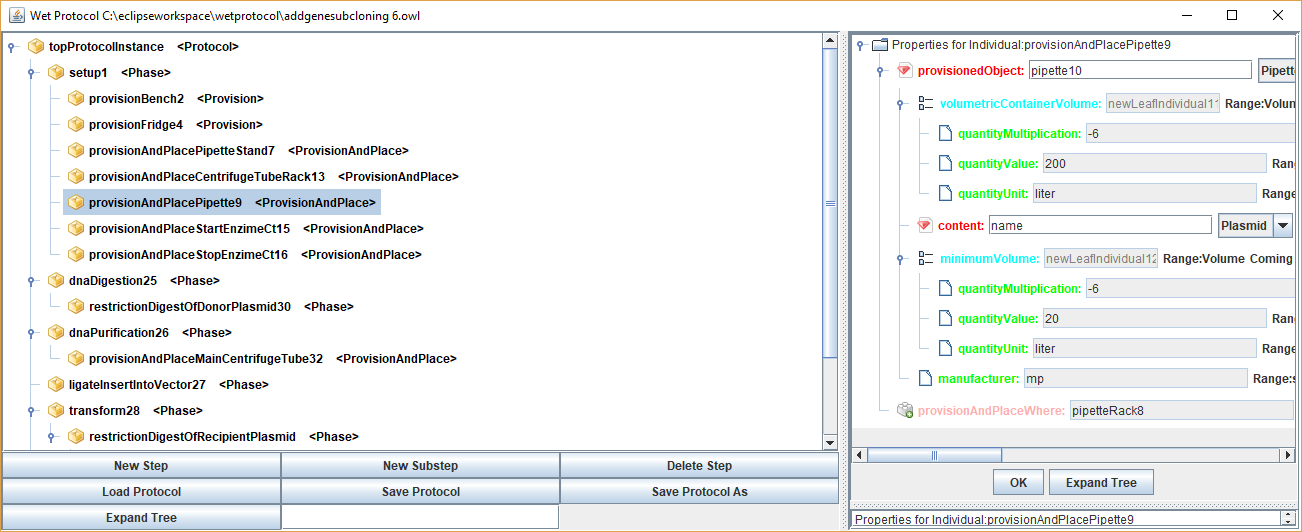 Wet Protocol C:\eclipseworkspace\wetprotocol\addgenesubcloning 6.owl
topProtocolInstance <Protocol>
setup1 <Phase>
provisionBench2 <Provision>
provisionFridge4 <Provision>
provisionAndPlacePipetteStand7 <ProvisionAndPlace>
provisionAndPlaceCentrifugeTubeRack13 <ProvisionAndPlace>
provisionAndPlacePipette9 <ProvisionAndPlace>
provisionAndPlaceStartEnzimeCt15 <ProvisionAndPlace>
provisionAndPlaceStopEnzimeCt16 <ProvisionAndPlace>
dnaDigestion25 <Phase>
restrictionDigestOfDonorPlasmid30 <Phase>
dnaPurification26 <Phase>
provisionAndPlaceMainCentrifugeTube32 <ProvisionAndPlace>
ligateInsertIntoVector27 <Phase>
transform28 <Phase>
restrictionDigestOfRecipientPlasmid <Phase>
New Step New Substep Delete Step
Load Protocol Save Protocol Save Protocol As
Expand Tree
Properties for Individual:provisionAndPlacePipette9
provisionedObject: pipette10 Pipette
volumetricContainerVolume: newLeafIndividual11 Range:Volum
quantityMultiplication: -6
quantityValue: 200 Ran
quantityUnit: liter Range
content: name Plasmid
minimumVolume: newLeafIndividual12 Range:Volume Coming
quantityMultiplication: -6
quantityValue: 20 Ran
quantityUnit: liter Range
manufacturer: mp Range:s
provisionAndPlaceWhere: pipetteRack8
OK Expand Tree
Properties for Individual:provisionAndPlacePipette9